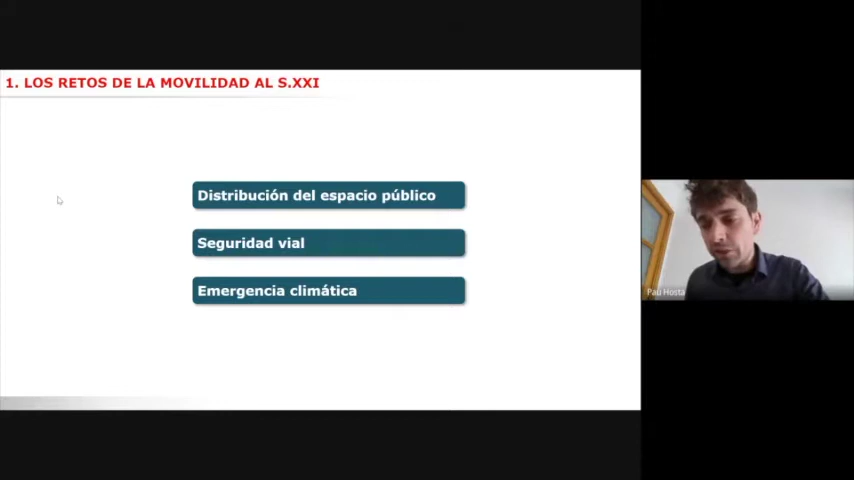 1. LOS RETOS DE LA MOVILIDAD AL S.XXI
Distribución del espacio público
Seguridad vial
Emergencia climática
Pau Hosta